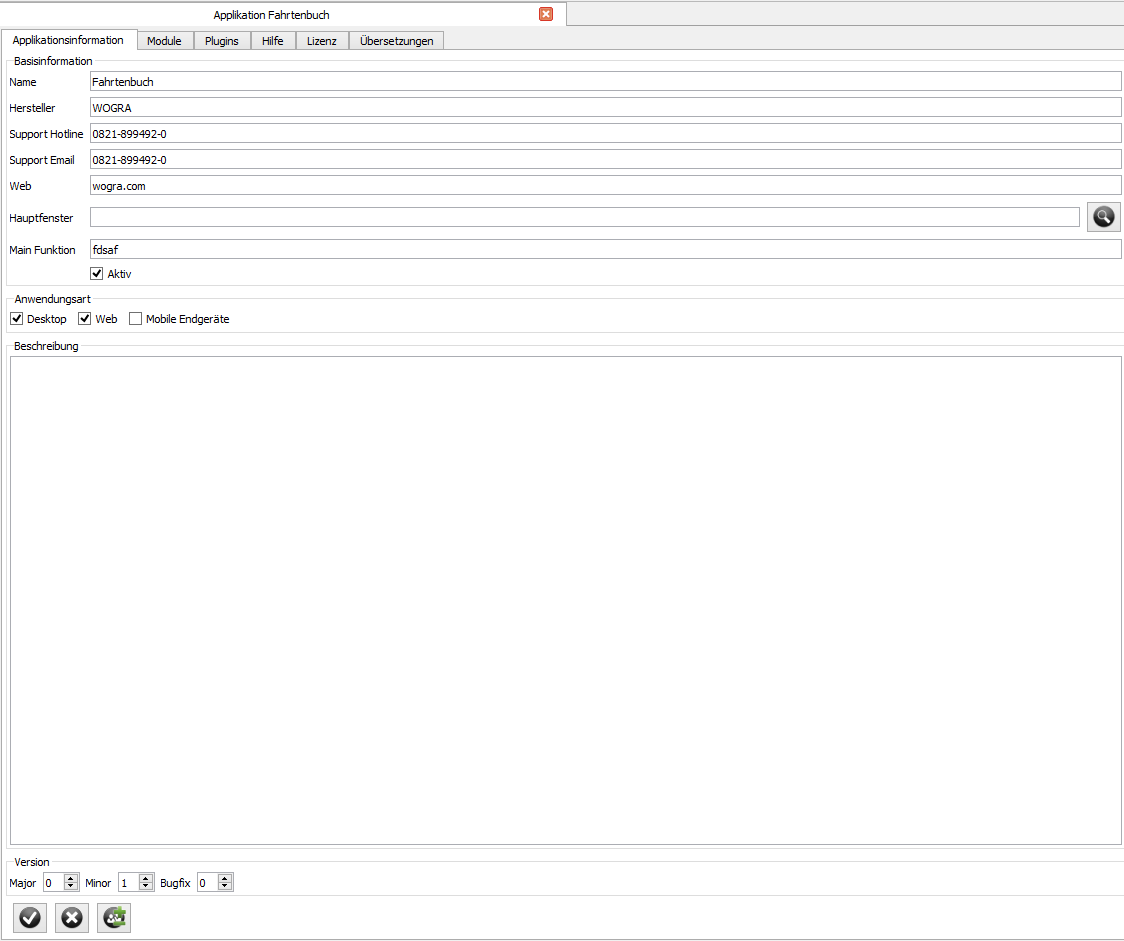 Applikation Fahrtenbuch
Applikationsinformation Module Plugins Hilfe Lizenz Übersetzungen
Basisinformation
Name Fahrtenbuch
Hersteller WOGRA
Support Hotline 0821-899492-0
Support Email 0821-899492-0
Web wogra.com
Hauptfenster
Main Funktion fdsaf
Aktiv
Anwendungsart
Desktop Web Mobile Endgeräte
Beschreibung
Version
Major 0 Minor 1 Bugfix 0